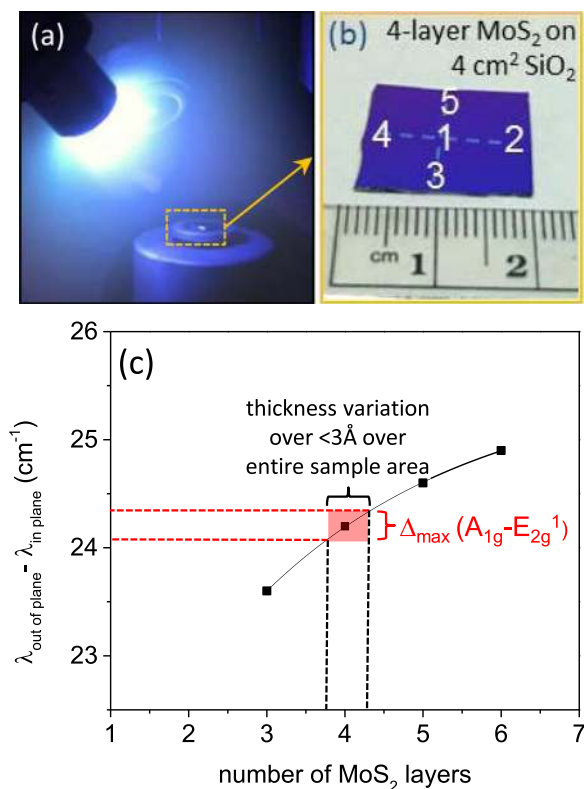 (a)
(b)
4-layer MoS₂ on
4 cm² SiO₂
5
4 1 2
3
cm 1 2
(c)
26
25
24
23
thickness variation
over <3Å over
entire sample area
Δmax (A1g-E2g¹)
λout of plane- λin plane (cm⁻¹)
1 2 3 4 5 6 7
number of MoS₂ layers